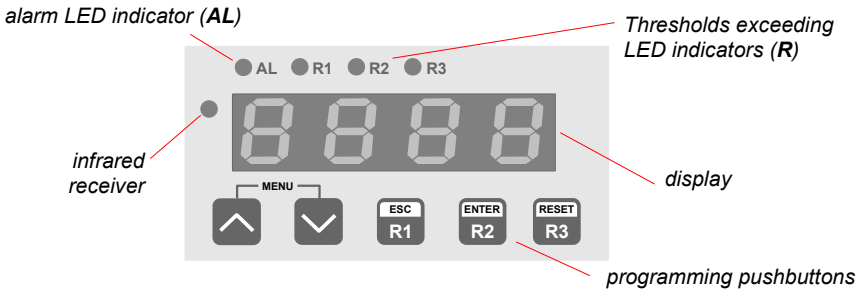 alarm LED indicator (AL)
Thresholds exceeding
LED indicators (R)
AL R1 R2 R3
8888
infrared
receiver
display
MENU
ESC ENTER RESET
R1 R2 R3
programming pushbuttons